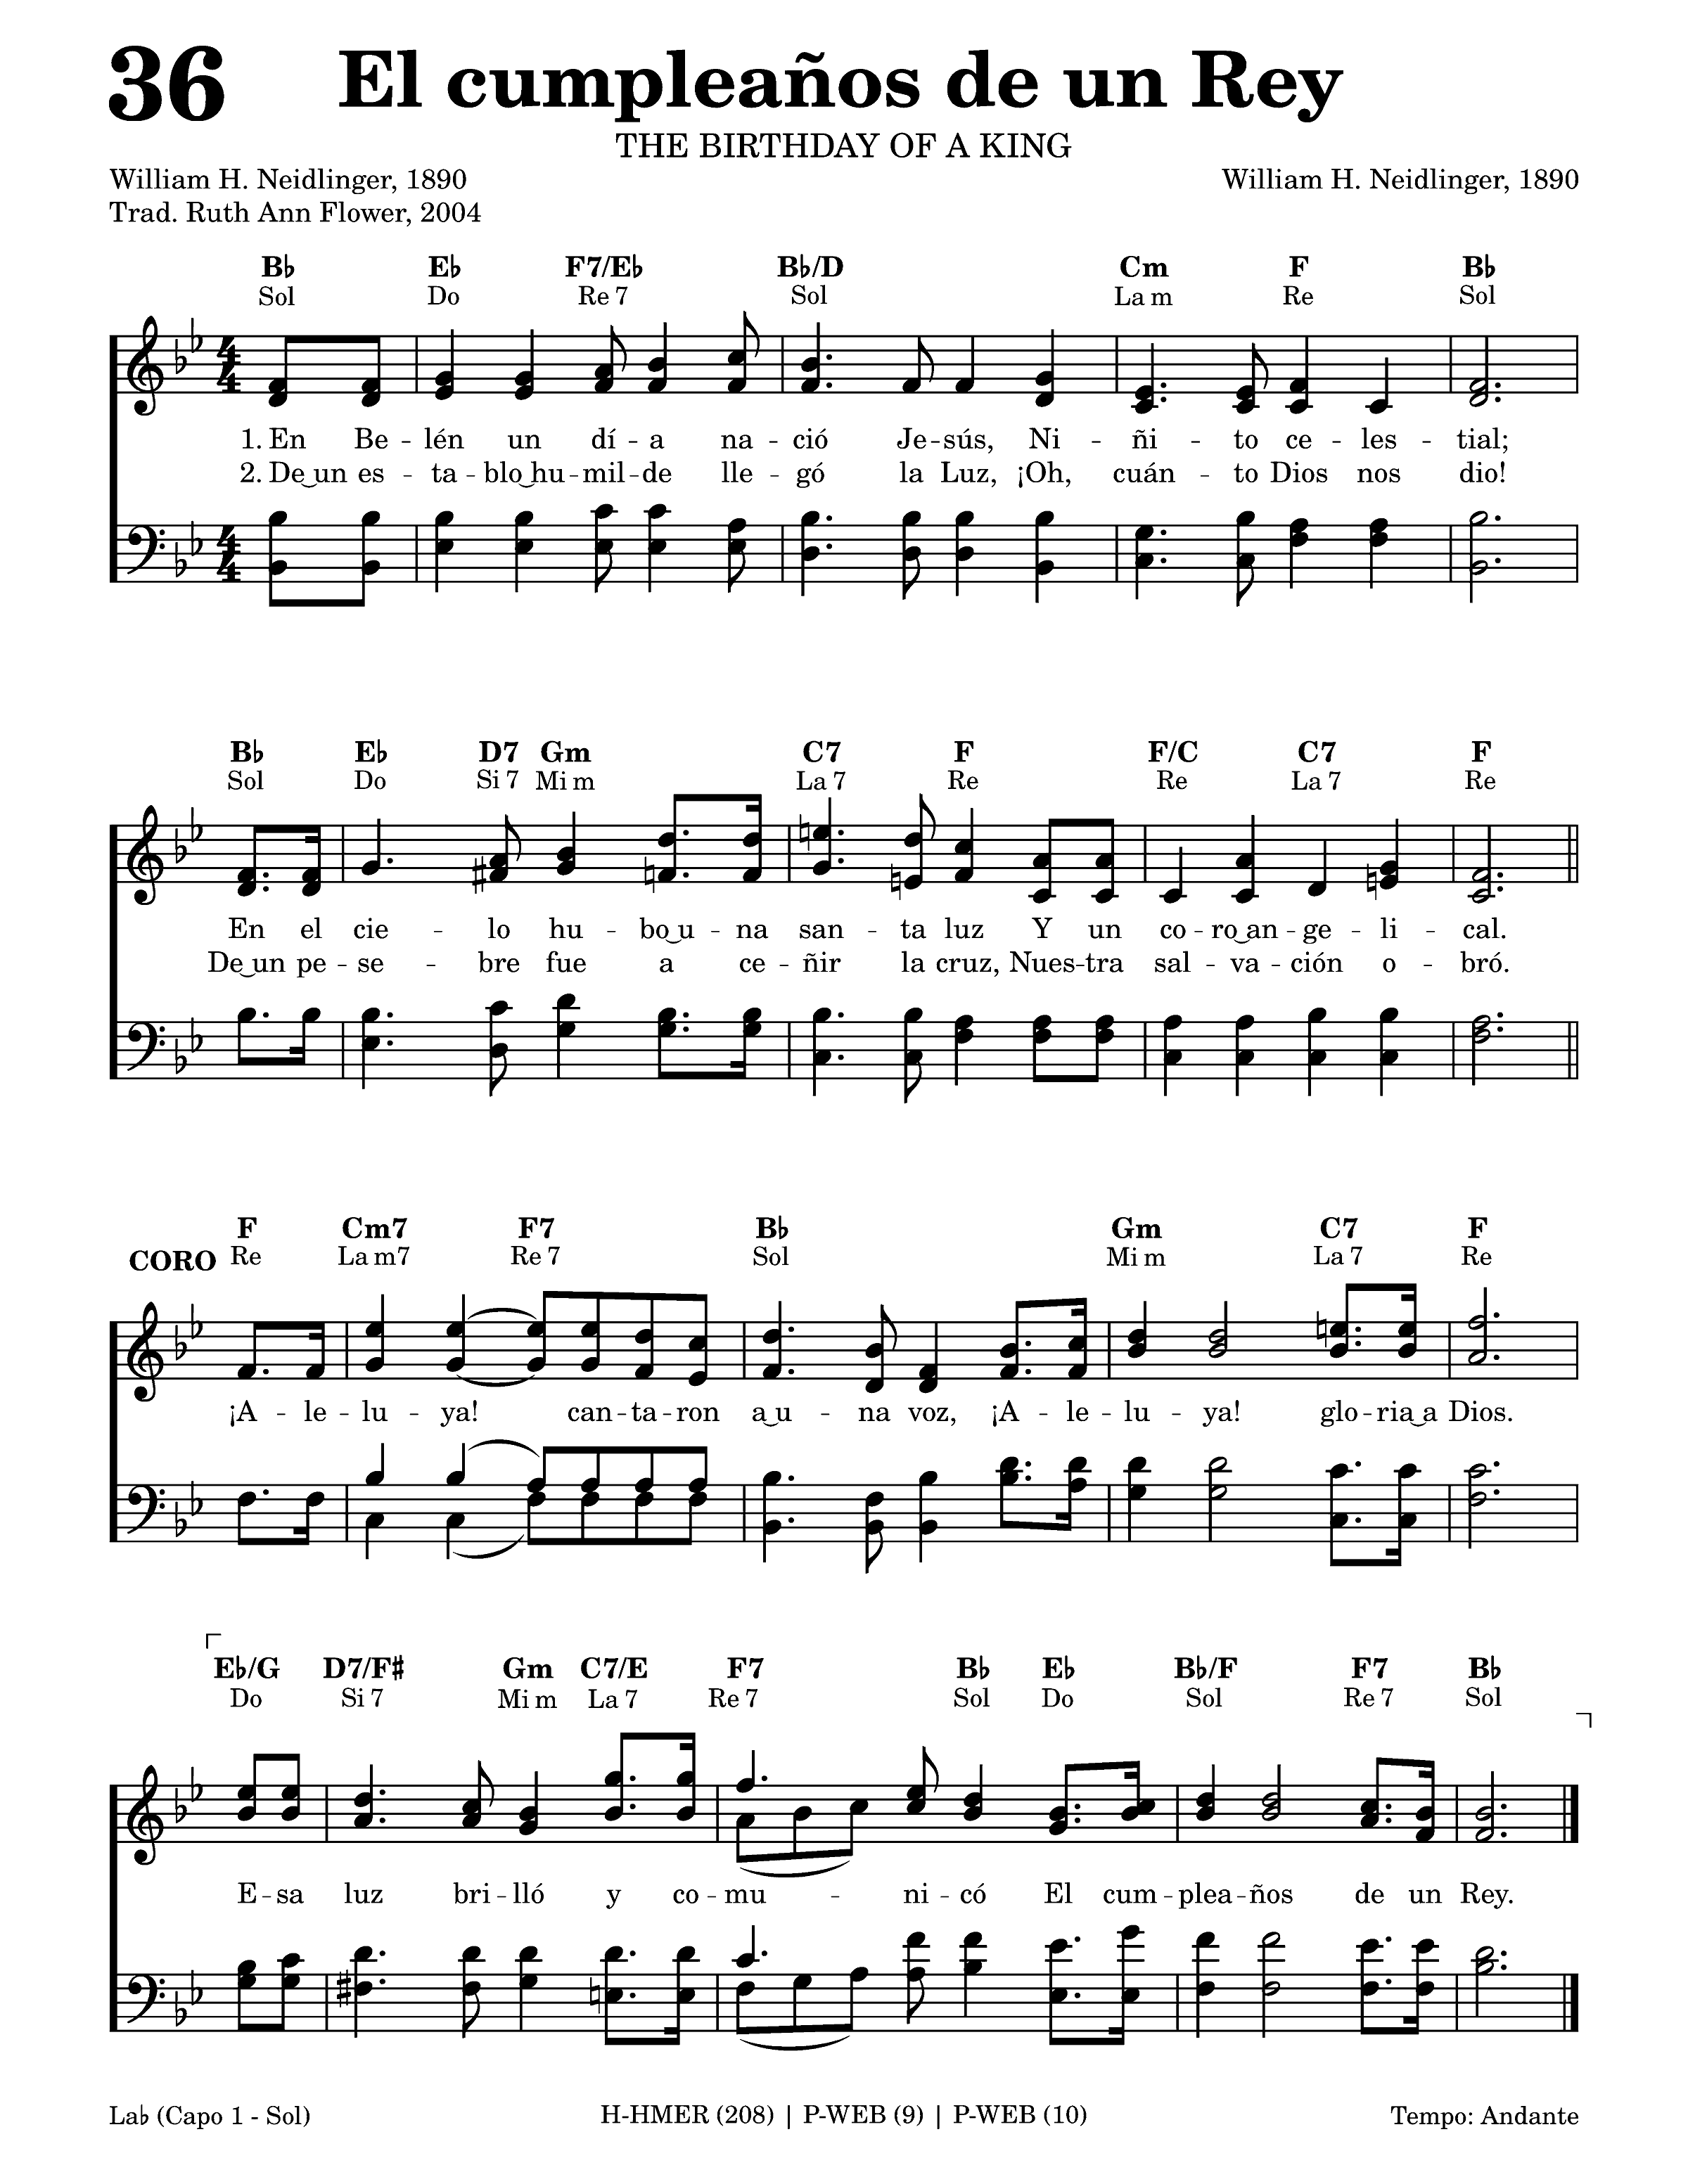 36 El cumpleaños de un Rey
THE BIRTHDAY OF A KING
William H. Neidlinger, 1890 William H. Neidlinger, 1890
Trad. Ruth Ann Flower, 2004
B♭ E♭ F7/E♭ B♭/D Cm F B♭
Sol Do Re 7 Sol La m Re Sol
4 4
1. En Be -- lén un dí -- a na -- ció Je -- sús, Ni -- ñi -- to ce -- les -- tial;
2. De‿un es -- ta -- blo‿hu -- mil -- de lle -- gó la Luz, ¡Oh, cuán -- to Dios nos dio!
4 4
B♭ E♭ D7 Gm C7 F F/C C7 F
Sol Do Si 7 Mi m La 7 Re Re La 7 Re
En el cie -- lo hu -- bo‿u -- na san -- ta luz Y un co -- ro‿an -- ge -- li -- cal.
De‿un pe -- se -- bre fue a ce -- ñir la cruz, Nues -- tra sal -- va -- ción o -- bró.
F Cm7 F7 B♭ Gm C7 F
CORO Re La m7 Re 7 Sol Mi m La 7 Re
¡A -- le -- lu -- ya! can -- ta -- ron a‿u -- na voz, ¡A -- le -- lu -- ya! glo -- ria‿a Dios.
E♭/G D7/F♯ Gm C7/E F7 B♭ E♭ B♭/F F7 B♭
Do Si 7 Mi m La 7 Re 7 Sol Do Sol Re 7 Sol
E -- sa luz bri -- lló y co -- mu -- ni -- có El cum -- plea -- ños de un Rey.
Lab (Capo 1 - Sol) H-HMER (208) | P-WEB (9) | P-WEB (10) Tempo: Andante